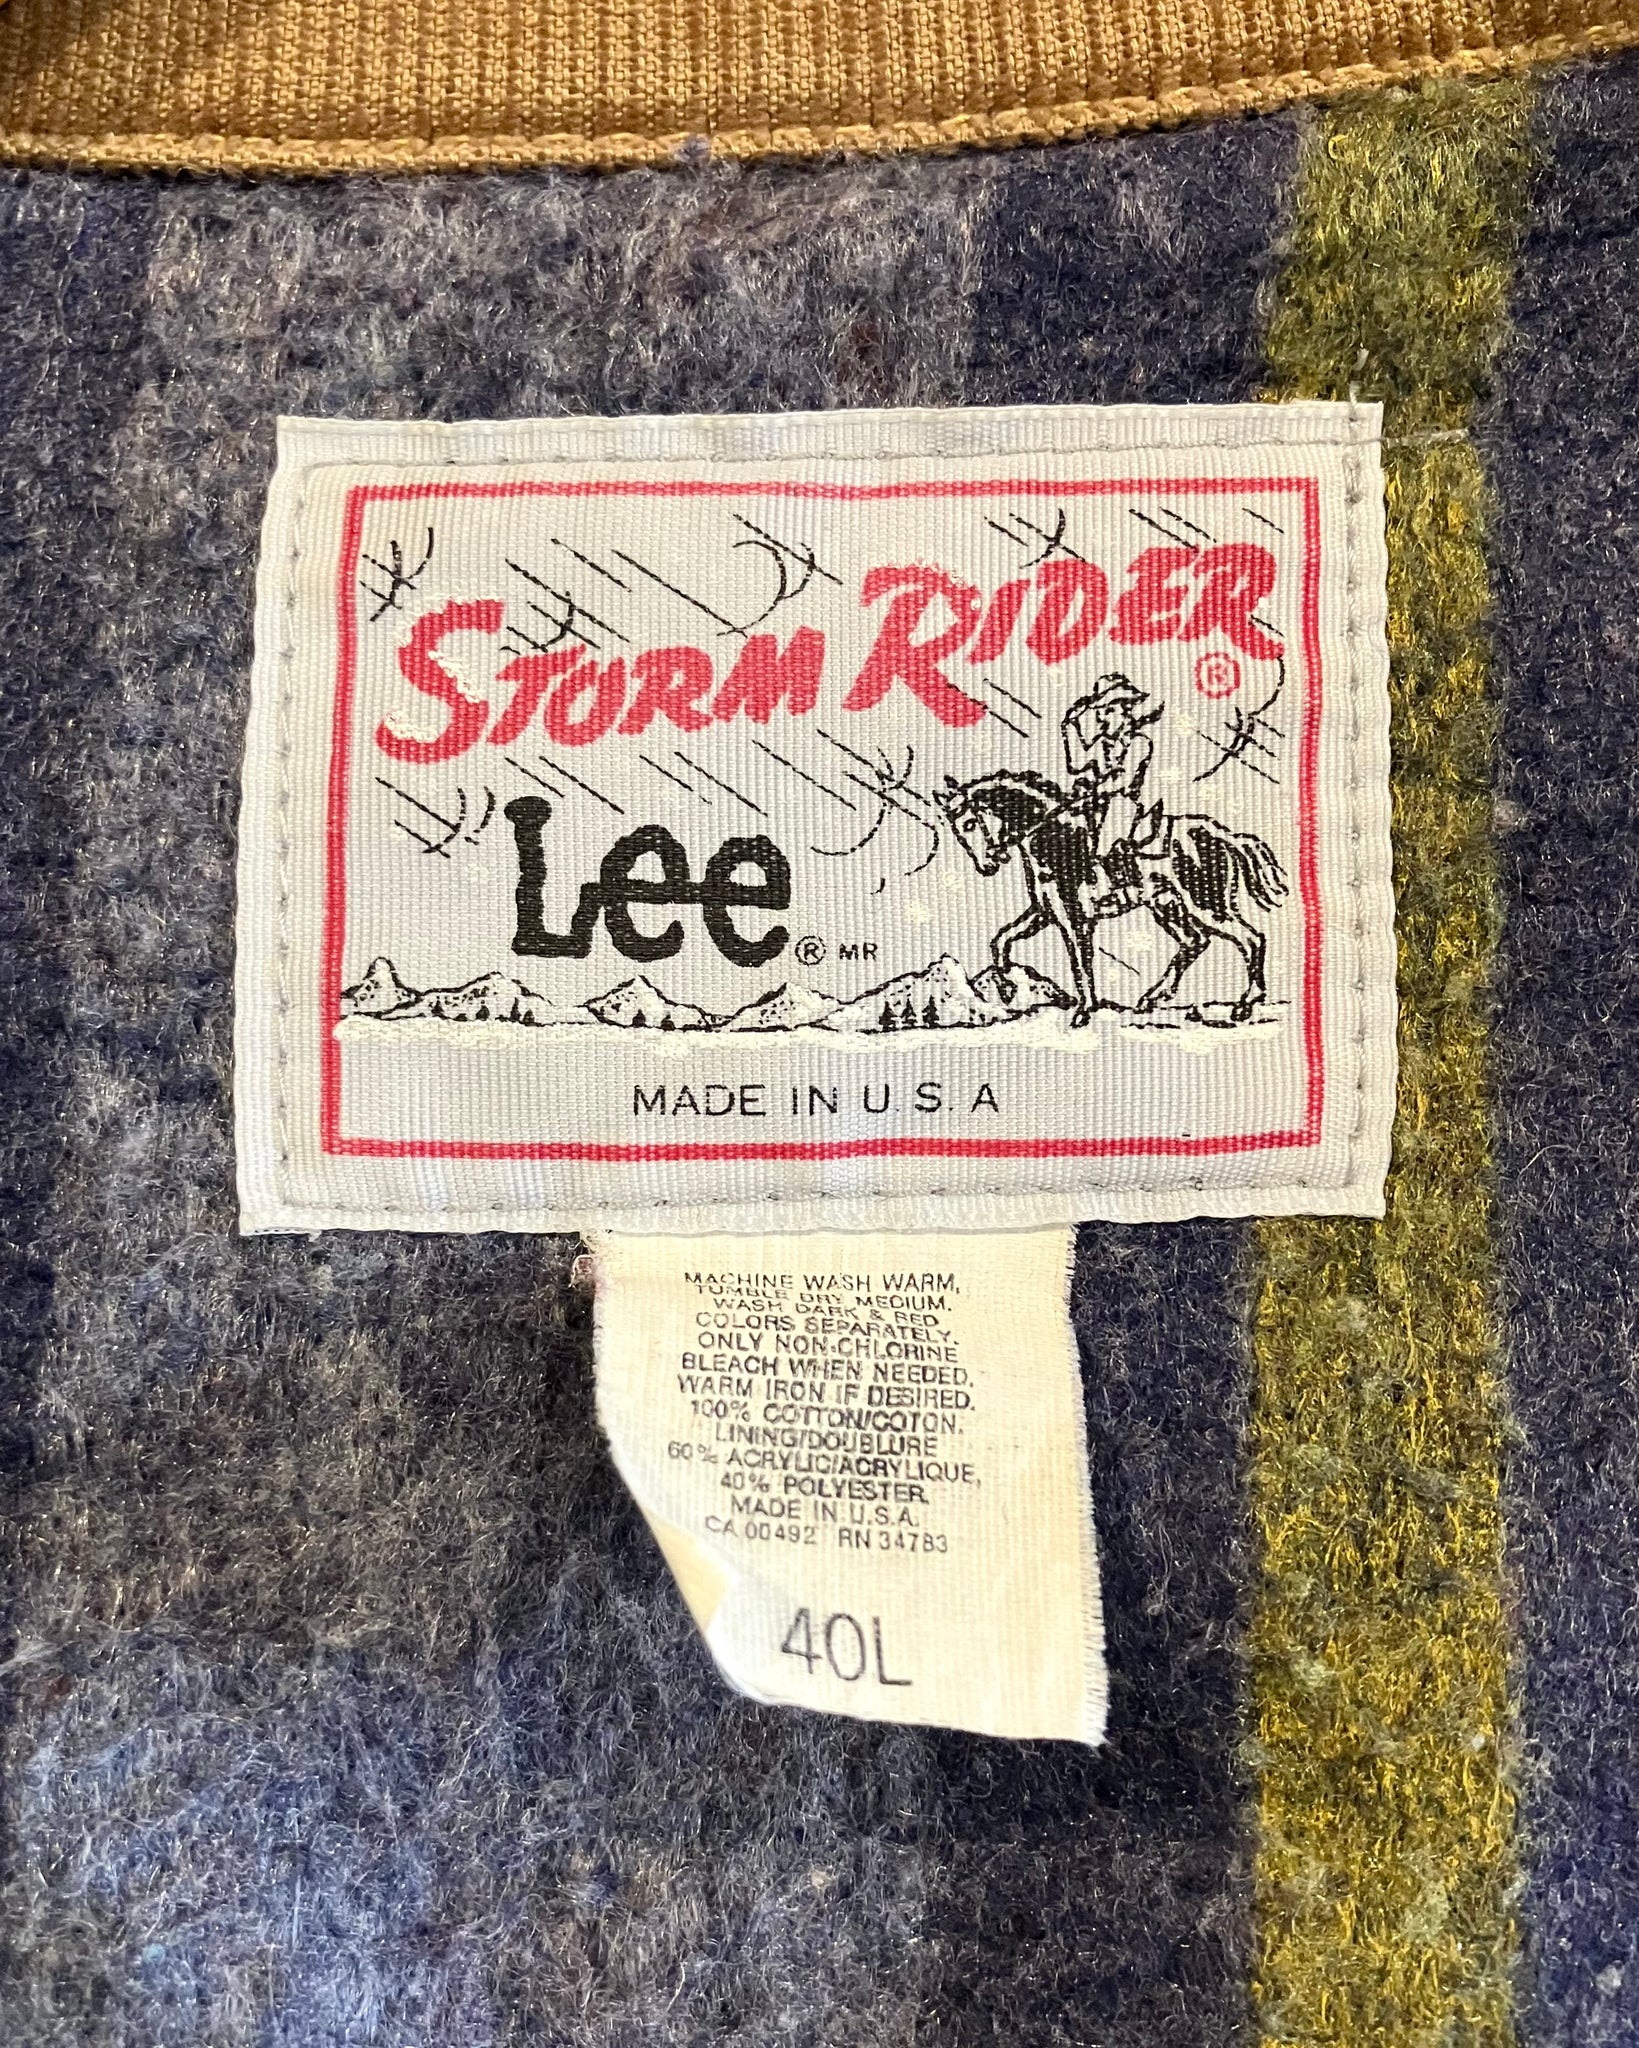 STORM RIDER ®
Lee ® MR
MADE IN U.S.A
MACHINE WASH WARM,
TUMBLE DRY MEDIUM.
WASH DARK & RED
COLORS SEPARATELY.
ONLY NON-CHLORINE
BLEACH WHEN NEEDED.
WARM IRON IF DESIRED.
100% COTTON/COTON.
LINING/DOUBLURE
60% ACRYLIC/ACRYLIQUE,
40% POLYESTER
MADE IN U.S.A.
CA 00492 RN 34783
40L